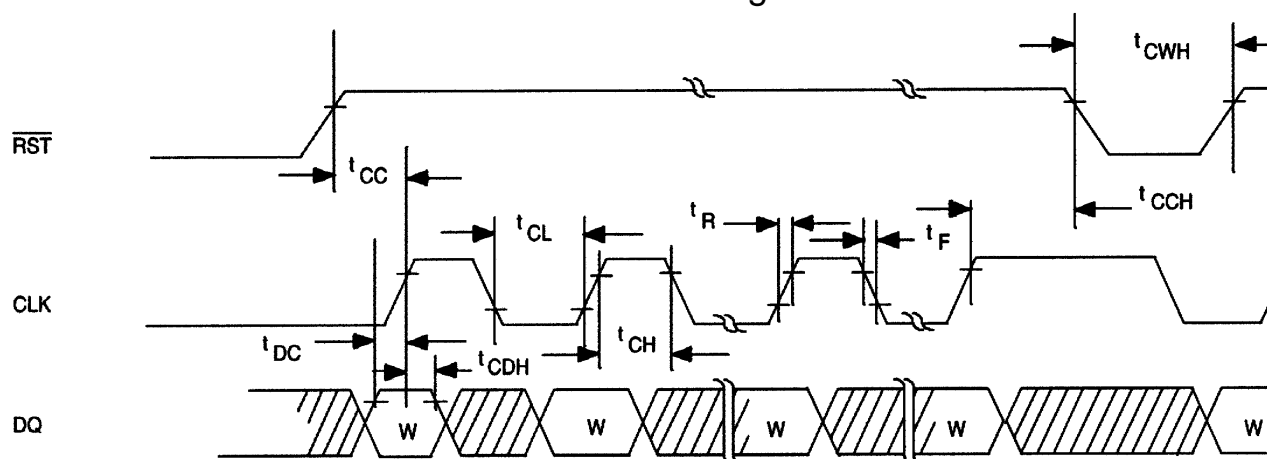 t CWH
RST
t CC
t CCH
t R
t F
t CL
CLK
t DC
t CDH
t CH
DQ
W W W W W